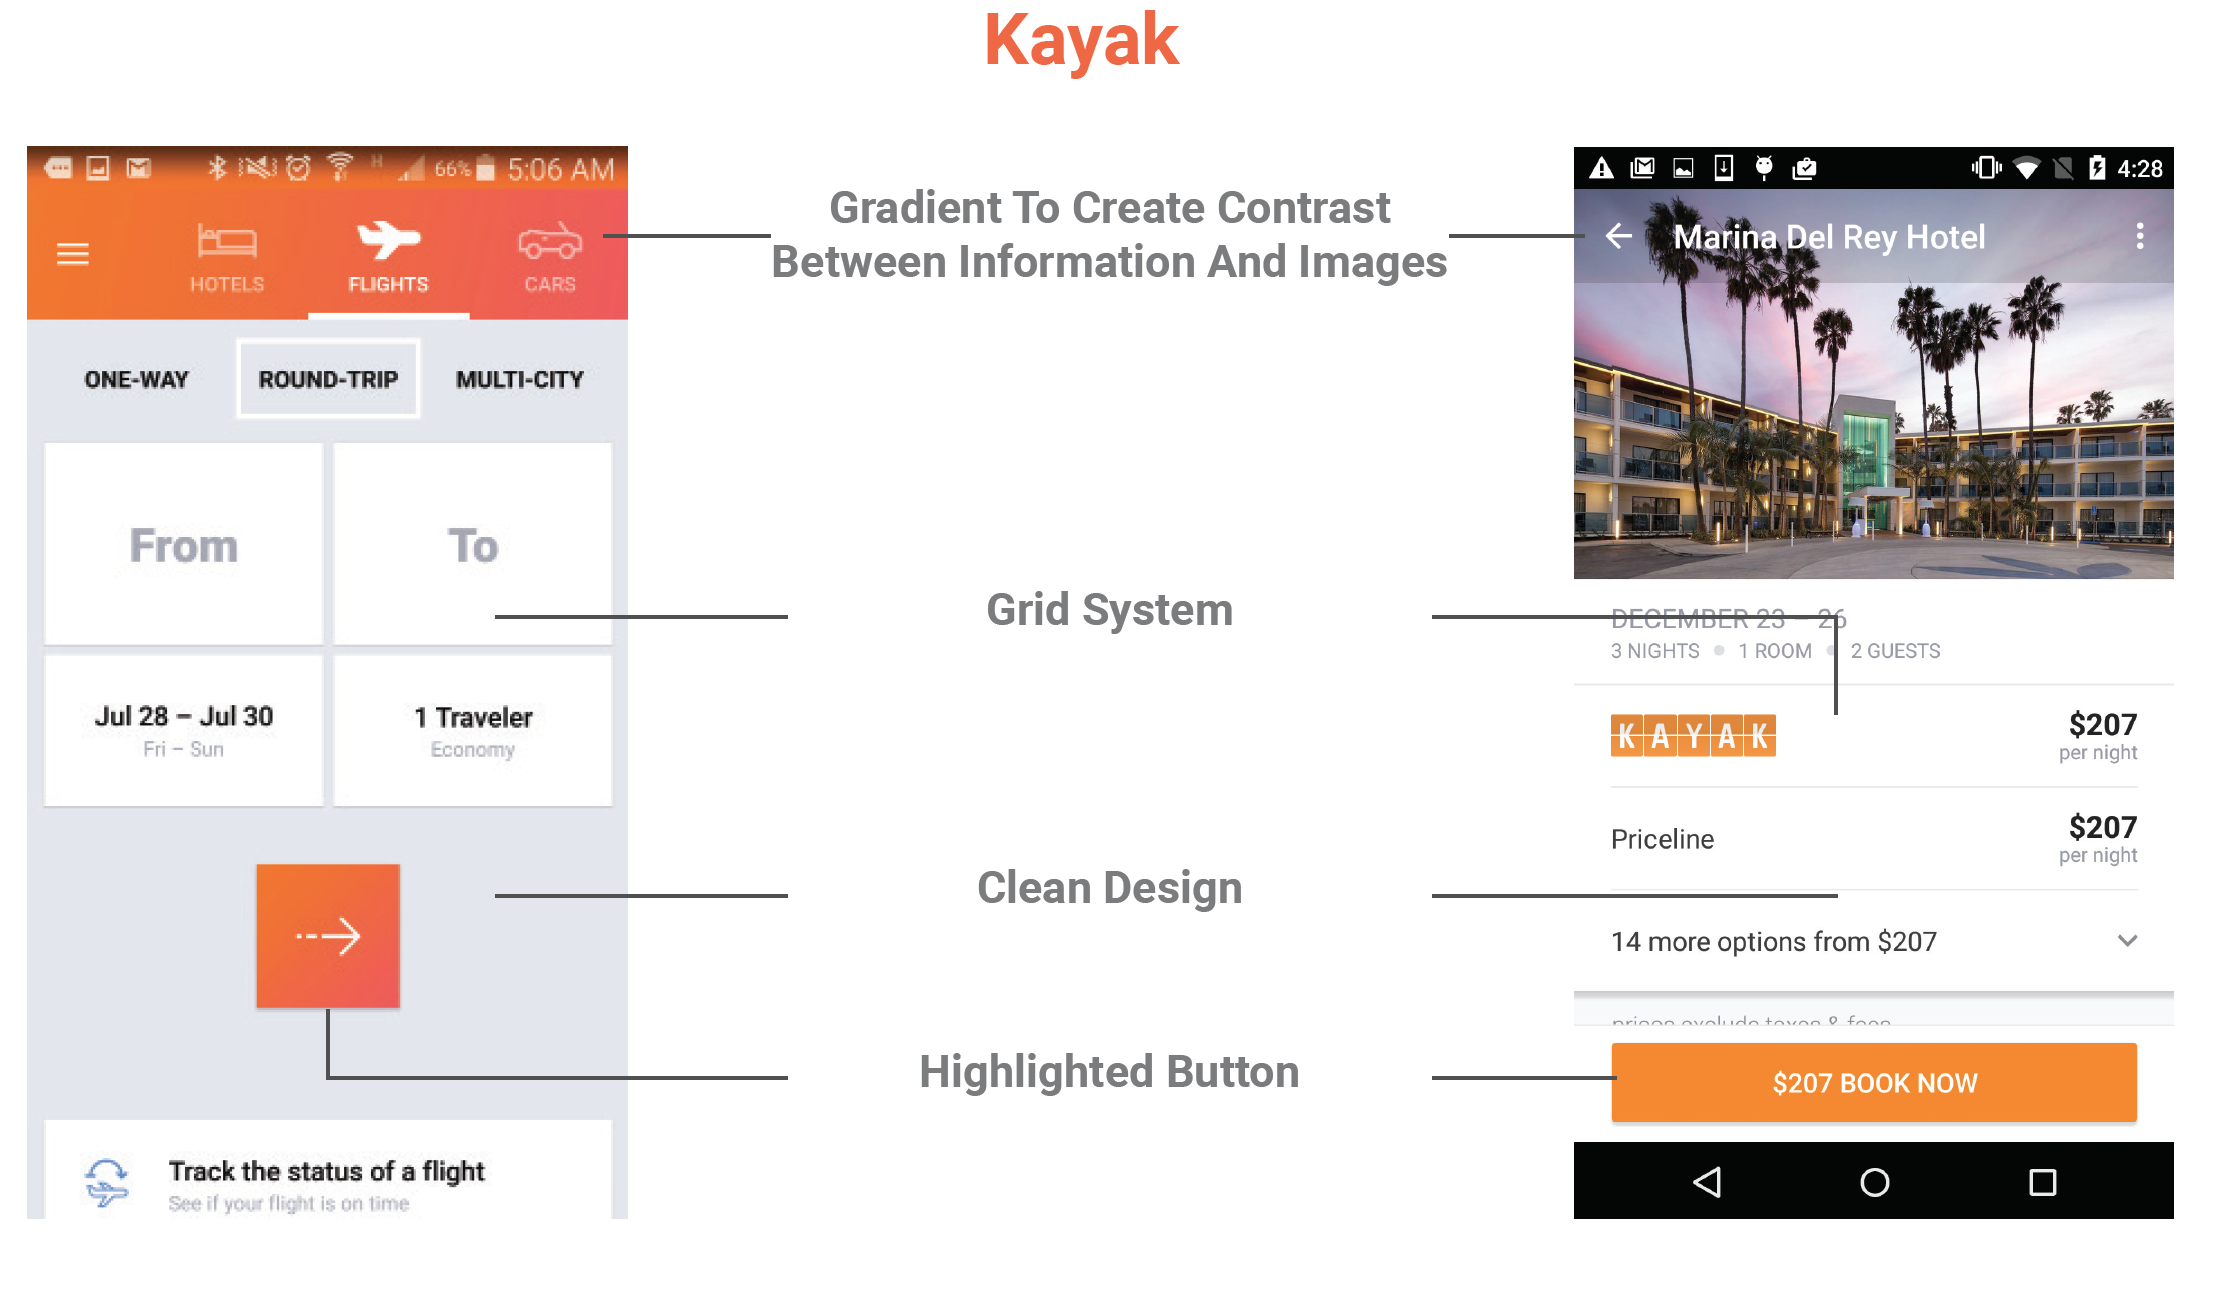 Kayak
66% 5:06 AM
HOTELS
FLIGHTS
CARS
ONE-WAY
ROUND-TRIP
MULTI-CITY
From
To
Jul 28 – Jul 30
Fri – Sun
1 Traveler
Economy
Track the status of a flight
See if your flight is on time
Gradient To Create Contrast
Between Information And Images
Grid System
Clean Design
Highlighted Button
4:28
Marina Del Rey Hotel
DECEMBER 23 – 26
3 NIGHTS
1 ROOM
2 GUESTS
KAYAK
$207
per night
Priceline
$207
per night
14 more options from $207
prices exclude taxes & fees
$207 BOOK NOW